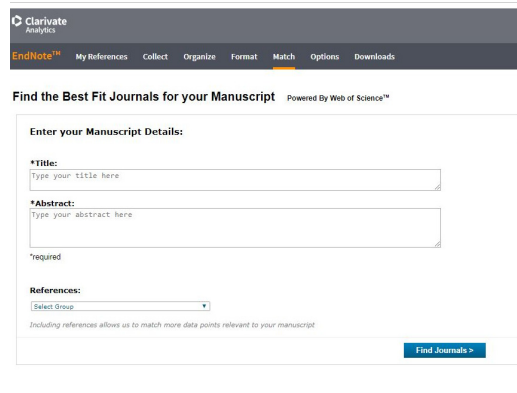 Clarivate
Analytics
EndNote™ My References Collect Organize Format Match Options Downloads
Find the Best Fit Journals for your Manuscript Powered By Web of Science™
Enter your Manuscript Details:
*Title:
Type your title here
*Abstract:
Type your abstract here
*required
References:
Select Group
Including references allows us to match more data points relevant to your manuscript
Find Journals >